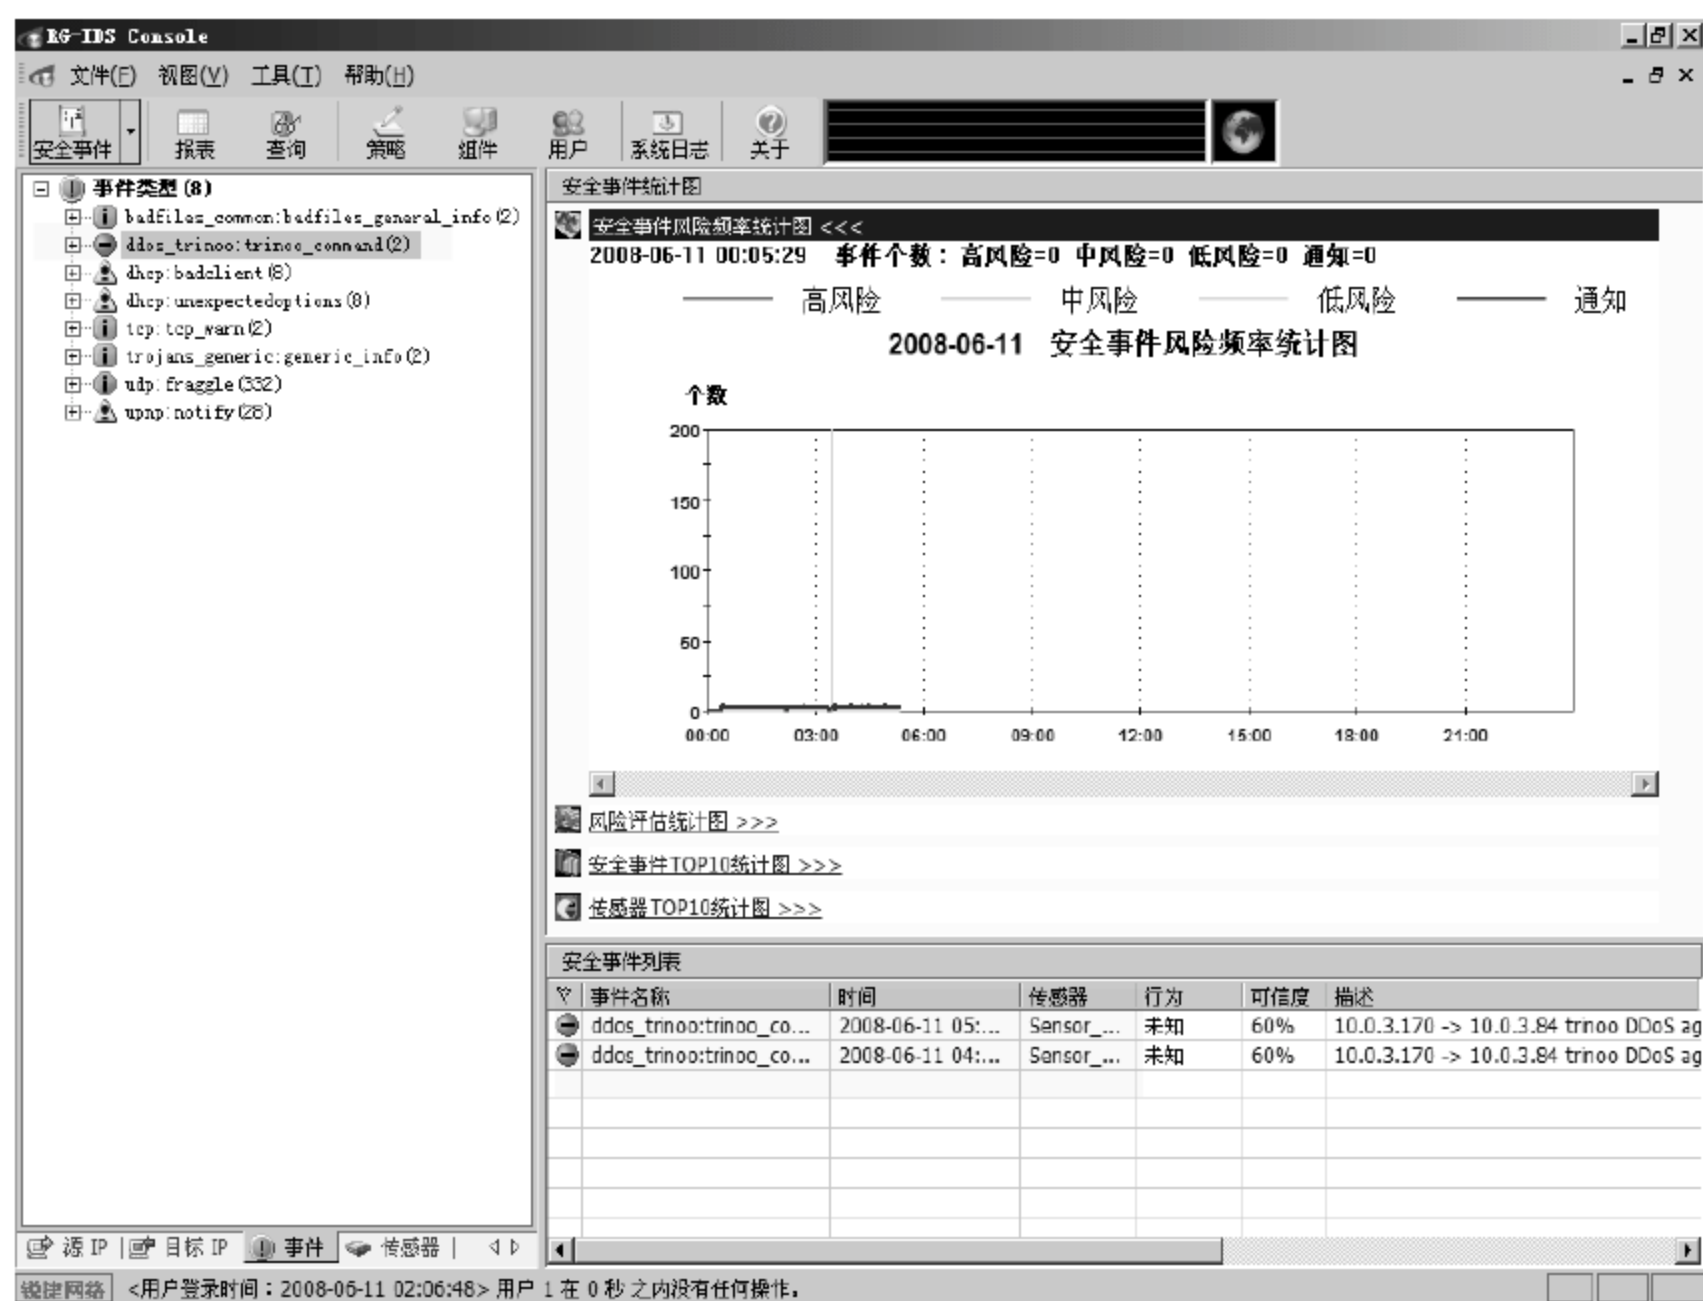 RG-IDS Console
文件(F) 视图(V) 工具(T) 帮助(H)
安全事件 报表 查询 策略 组件 用户 系统日志 关于
事件类型(8)
badfiles_common:badfiles_general_info(2)
ddos_trinoo:trinoo_command(2)
dhcp:badclient(8)
dhcp:unexpectedoptions(8)
tcp:tcp_warn(2)
trojans_generic:generic_info(2)
udp:fraggle(332)
upnp:notify(28)
源 IP 目标 IP 事件 传感器
安全事件统计图
安全事件风险频率统计图 <<<
2008-06-11 00:05:29 事件个数：高风险=0 中风险=0 低风险=0 通知=0
高风险 中风险 低风险 通知
2008-06-11 安全事件风险频率统计图
个数
200
150
100
50
0
00:00 03:00 06:00 09:00 12:00 15:00 18:00 21:00
风险评估统计图 >>>
安全事件TOP10统计图 >>>
传感器TOP10统计图 >>>
安全事件列表
事件名称 时间 传感器 行为 可信度 描述
ddos_trinoo:trinoo_co... 2008-06-11 05:... Sensor_... 未知 60% 10.0.3.170 -> 10.0.3.84 trinoo DDoS ag
ddos_trinoo:trinoo_co... 2008-06-11 04:... Sensor_... 未知 60% 10.0.3.170 -> 10.0.3.84 trinoo DDoS ag
锐捷网络 <用户登录时间：2008-06-11 02:06:48> 用户 1 在 0 秒之内没有任何操作。